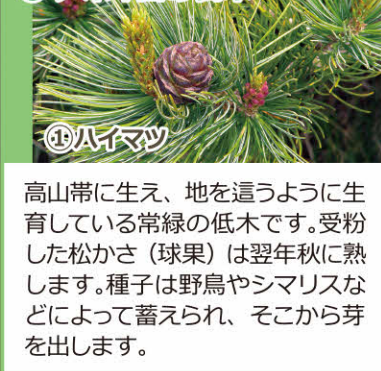 ①ハイマツ
高山帯に生え、地を這うように生
育している常緑の低木です。受粉
した松かさ（球果）は翌年秋に熟
します。種子は野鳥やシマリスな
どによって蓄えられ、そこから芽
を出します。